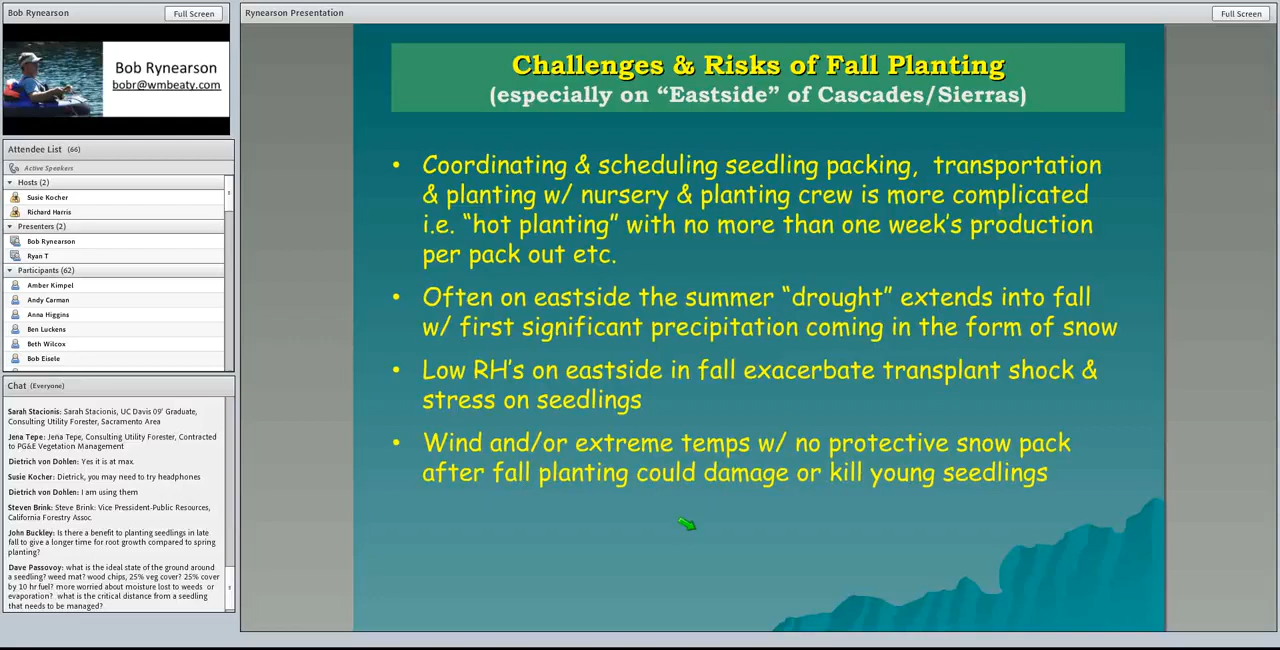 Bob Rynearson
Full Screen
Bob Rynearson
bobr@wmbeaty.com
Attendee List (66)
Active Speakers
Hosts (2)
Susie Kocher
Richard Harris
Presenters (2)
Bob Rynearson
Ryan T
Participants (62)
Amber Kimpel
Andy Carman
Anna Higgins
Ben Luckens
Beth Wilcox
Bob Eisele
Chat (Everyone)
Sarah Stacionis: Sarah Stacionis, UC Davis 09' Graduate,
Consulting Utility Forester, Sacramento Area
Jena Tepe: Jena Tepe, Consulting Utility Forester, Contracted
to PG&E Vegetation Management
Dietrich von Dohlen: Yes it is at max.
Susie Kocher: Dietrick, you may need to try headphones
Dietrich von Dohlen: I am using them
Steven Brink: Steve Brink: Vice President-Public Resources,
California Forestry Assoc.
John Buckley: Is there a benefit to planting seedlings in late
fall to give a longer time for root growth compared to spring
planting?
Dave Passovoy: what is the ideal state of the ground around
a seedling? weed mat? wood chips, 25% veg cover? 25% cover
by 10 hr fuel? more worried about moisture lost to weeds or
evaporation? what is the critical distance from a seedling
that needs to be managed?
Rynearson Presentation
Full Screen
Challenges & Risks of Fall Planting
(especially on “Eastside” of Cascades/Sierras)
• Coordinating & scheduling seedling packing, transportation
& planting w/ nursery & planting crew is more complicated
i.e. “hot planting” with no more than one week's production
per pack out etc.
• Often on eastside the summer “drought” extends into fall
w/ first significant precipitation coming in the form of snow
• Low RH's on eastside in fall exacerbate transplant shock &
stress on seedlings
• Wind and/or extreme temps w/ no protective snow pack
after fall planting could damage or kill young seedlings